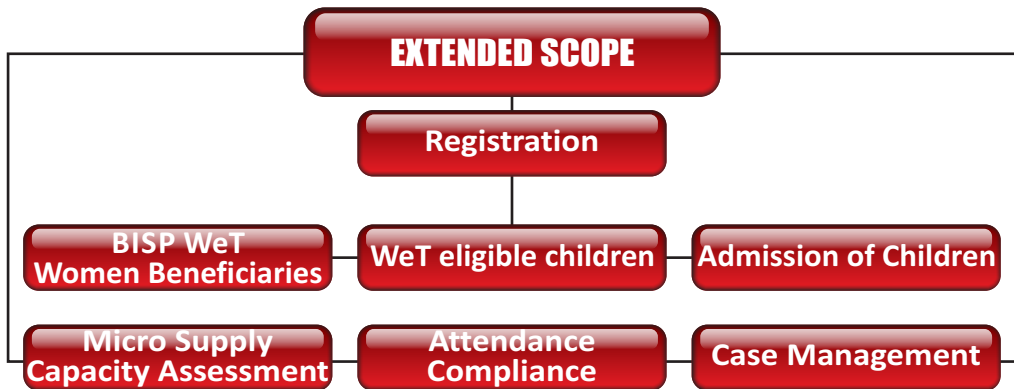 EXTENDED SCOPE
Registration
BISP WeT
Women Beneficiaries
WeT eligible children
Admission of Children
Micro Supply
Capacity Assessment
Attendance
Compliance
Case Management